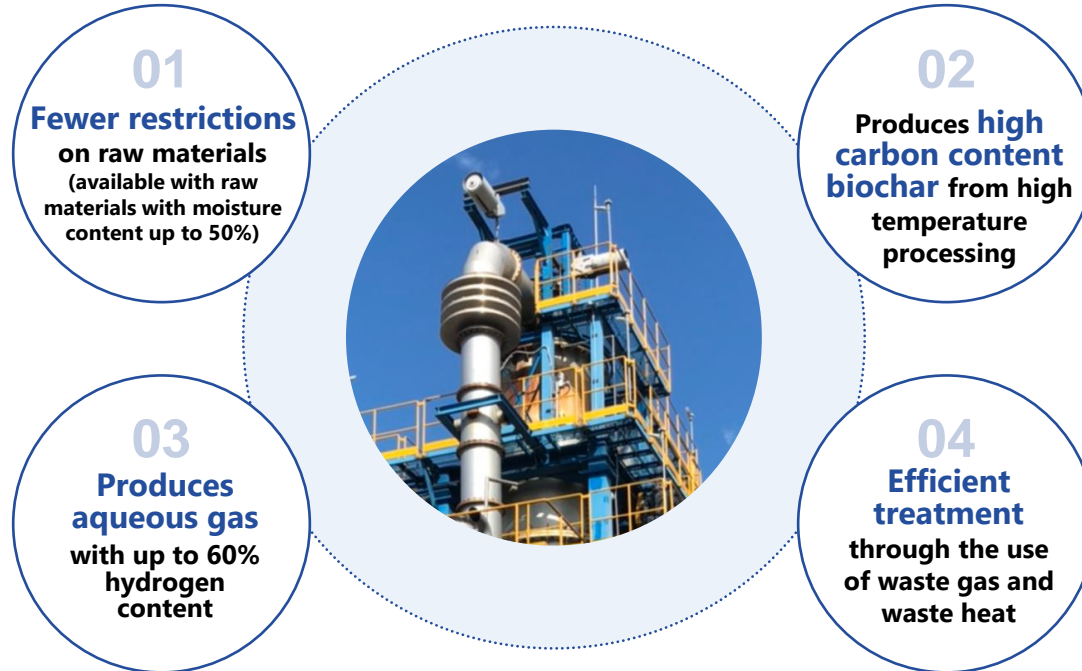 01
Fewer restrictions
on raw materials
(available with raw
materials with moisture
content up to 50%)
02
Produces high
carbon content
biochar from high
temperature
processing
03
Produces
aqueous gas
with up to 60%
hydrogen
content
04
Efficient
treatment
through the use
of waste gas and
waste heat